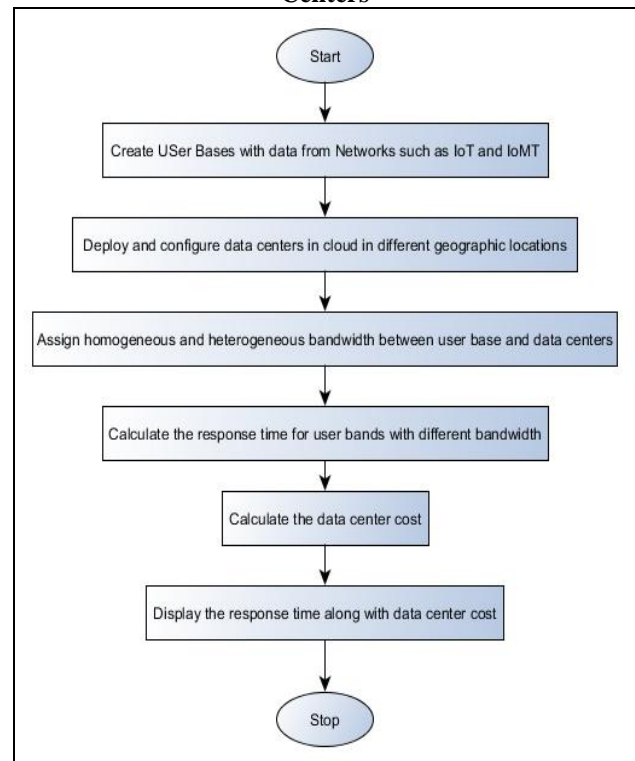 Centers
Start
Create USer Bases with data from Networks such as IoT and IoMT
Deploy and configure data centers in cloud in different geographic locations
Assign homogeneous and heterogeneous bandwidth between user base and data centers
Calculate the response time for user bands with different bandwidth
Calculate the data center cost
Display the response time along with data center cost
Stop